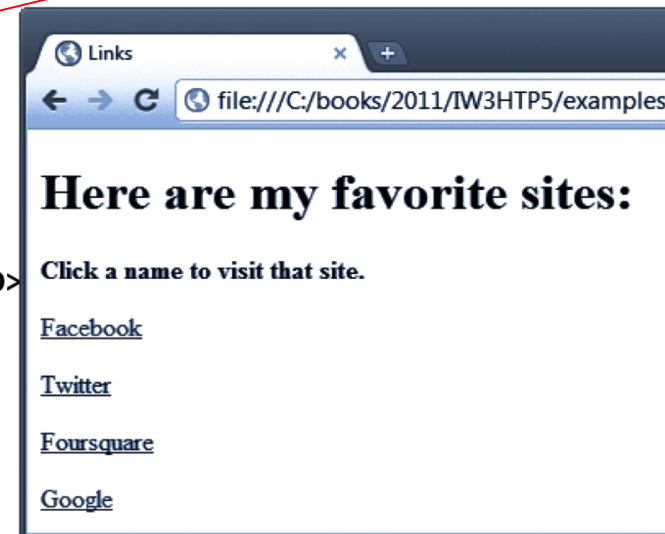 Links
file:///C:/books/2011/IW3HTP5/examples
Here are my favorite sites:
Click a name to visit that site.
Facebook
Twitter
Foursquare
Google